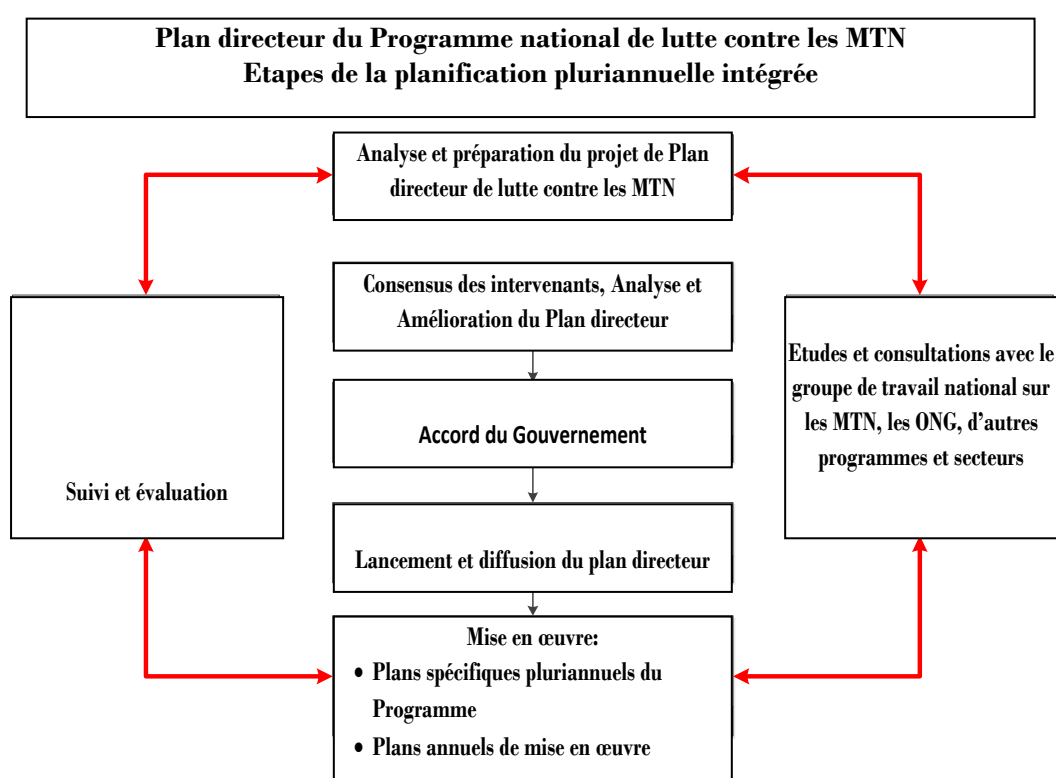 Plan directeur du Programme national de lutte contre les MTN
Etapes de la planification pluriannuelle intégrée
Analyse et préparation du projet de Plan
directeur de lutte contre les MTN
Consensus des intervenants, Analyse et
Amélioration du Plan directeur
Accord du Gouvernement
Lancement et diffusion du plan directeur
Mise en œuvre:
• Plans spécifiques pluriannuels du
Programme
• Plans annuels de mise en œuvre
Suivi et évaluation
Etudes et consultations avec le
groupe de travail national sur
les MTN, les ONG, d’autres
programmes et secteurs